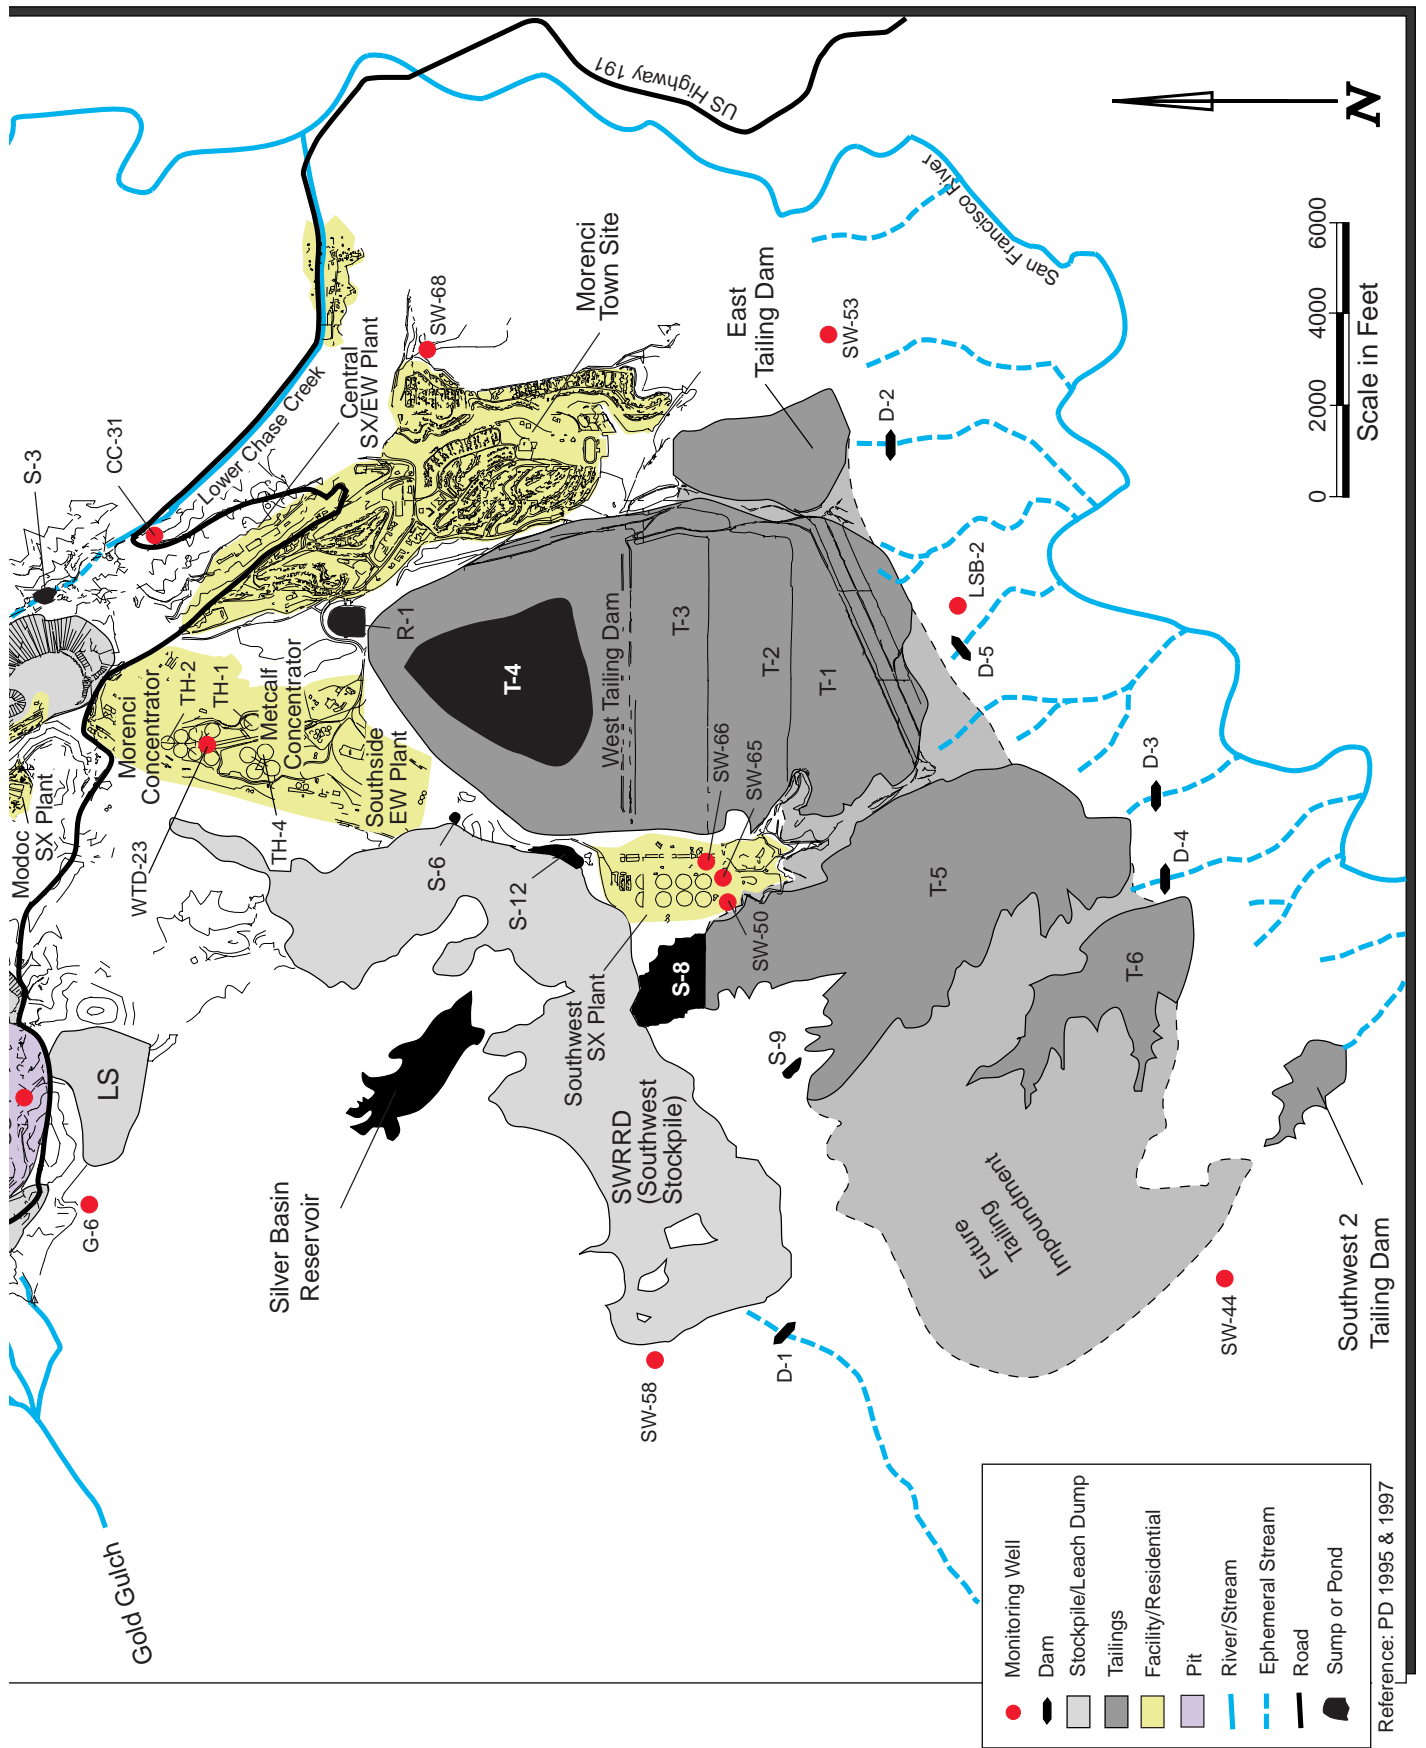 S-3
CC-31
Lower Chase Creek
US Highway 191
N
San Francisco River
Central
SX/EW Plant
SW-68
Morenci
Town Site
East
Tailing Dam
SW-53
D-2
0
2000
4000
6000
Scale in Feet
Modoc
SX Plant
Morenci
Concentrator
TH-2
TH-1
Metcalf
Concentrator
Southside
EW Plant
WTD-23
TH-4
R-1
T-4
West Tailing Dam
T-3
T-2
T-1
SW-66
SW-65
SW-50
LSB-2
D-5
D-3
D-4
S-6
S-12
S-8
S-9
T-5
T-6
LS
G-6
Silver Basin
Reservoir
Southwest
SX Plant
SWRRD
(Southwest
Stockpile)
Future
Tailing
Impoundment
SW-58
D-1
SW-44
Southwest 2
Tailing Dam
Gold Gulch
Monitoring Well
Dam
Stockpile/Leach Dump
Tailings
Facility/Residential
Pit
River/Stream
Ephemeral Stream
Road
Sump or Pond
Reference: PD 1995 & 1997